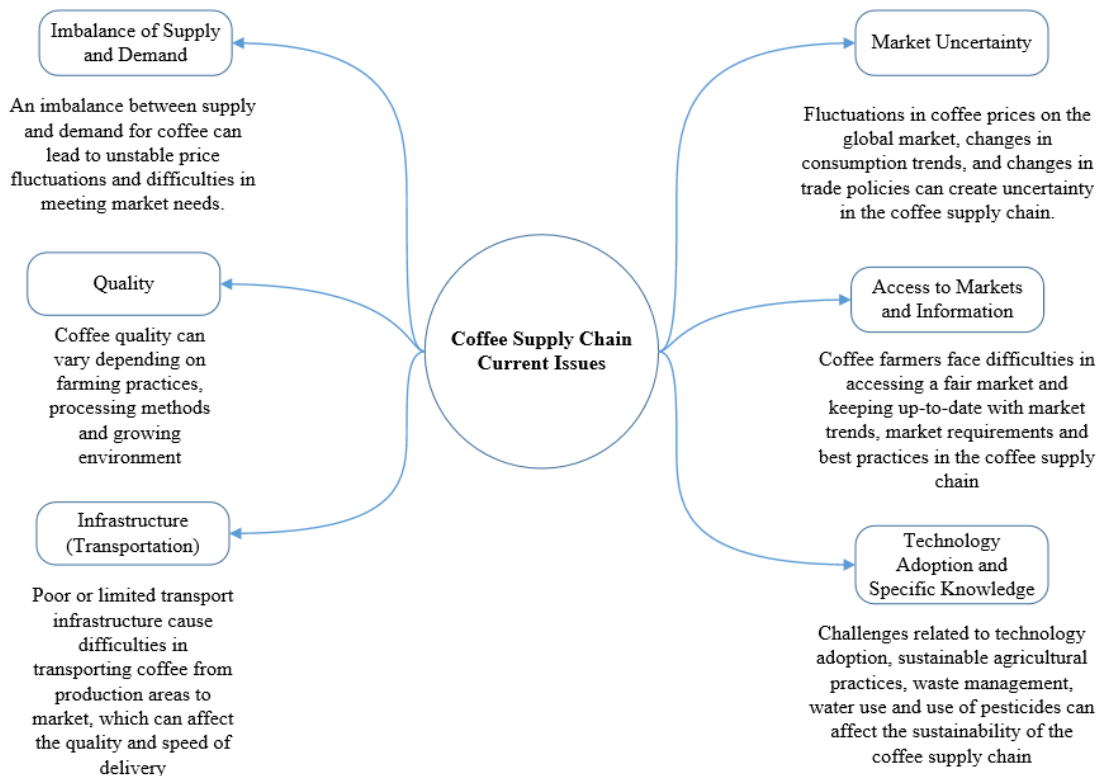 Imbalance of Supply
and Demand
An imbalance between supply
and demand for coffee can
lead to unstable price
fluctuations and difficulties in
meeting market needs.
Quality
Coffee quality can
vary depending on
farming practices,
processing methods
and growing
environment
Infrastructure
(Transportation)
Poor or limited transport
infrastructure cause
difficulties in
transporting coffee from
production areas to
market, which can affect
the quality and speed of
delivery
Coffee Supply Chain
Current Issues
Market Uncertainty
Fluctuations in coffee prices on the
global market, changes in
consumption trends, and changes in
trade policies can create uncertainty
in the coffee supply chain.
Access to Markets
and Information
Coffee farmers face difficulties in
accessing a fair market and
keeping up-to-date with market
trends, market requirements and
best practices in the coffee supply
chain
Technology
Adoption and
Specific Knowledge
Challenges related to technology
adoption, sustainable agricultural
practices, waste management,
water use and use of pesticides can
affect the sustainability of the
coffee supply chain